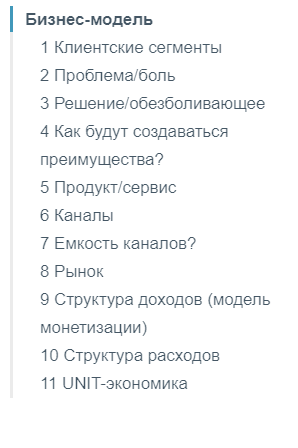 Бизнес-модель
1 Клиентские сегменты
2 Проблема/боль
3 Решение/обезболивающее
4 Как будут создаваться
преимущества?
5 Продукт/сервис
6 Каналы
7 Емкость каналов?
8 Рынок
9 Структура доходов (модель
монетизации)
10 Структура расходов
11 UNIT-экономика